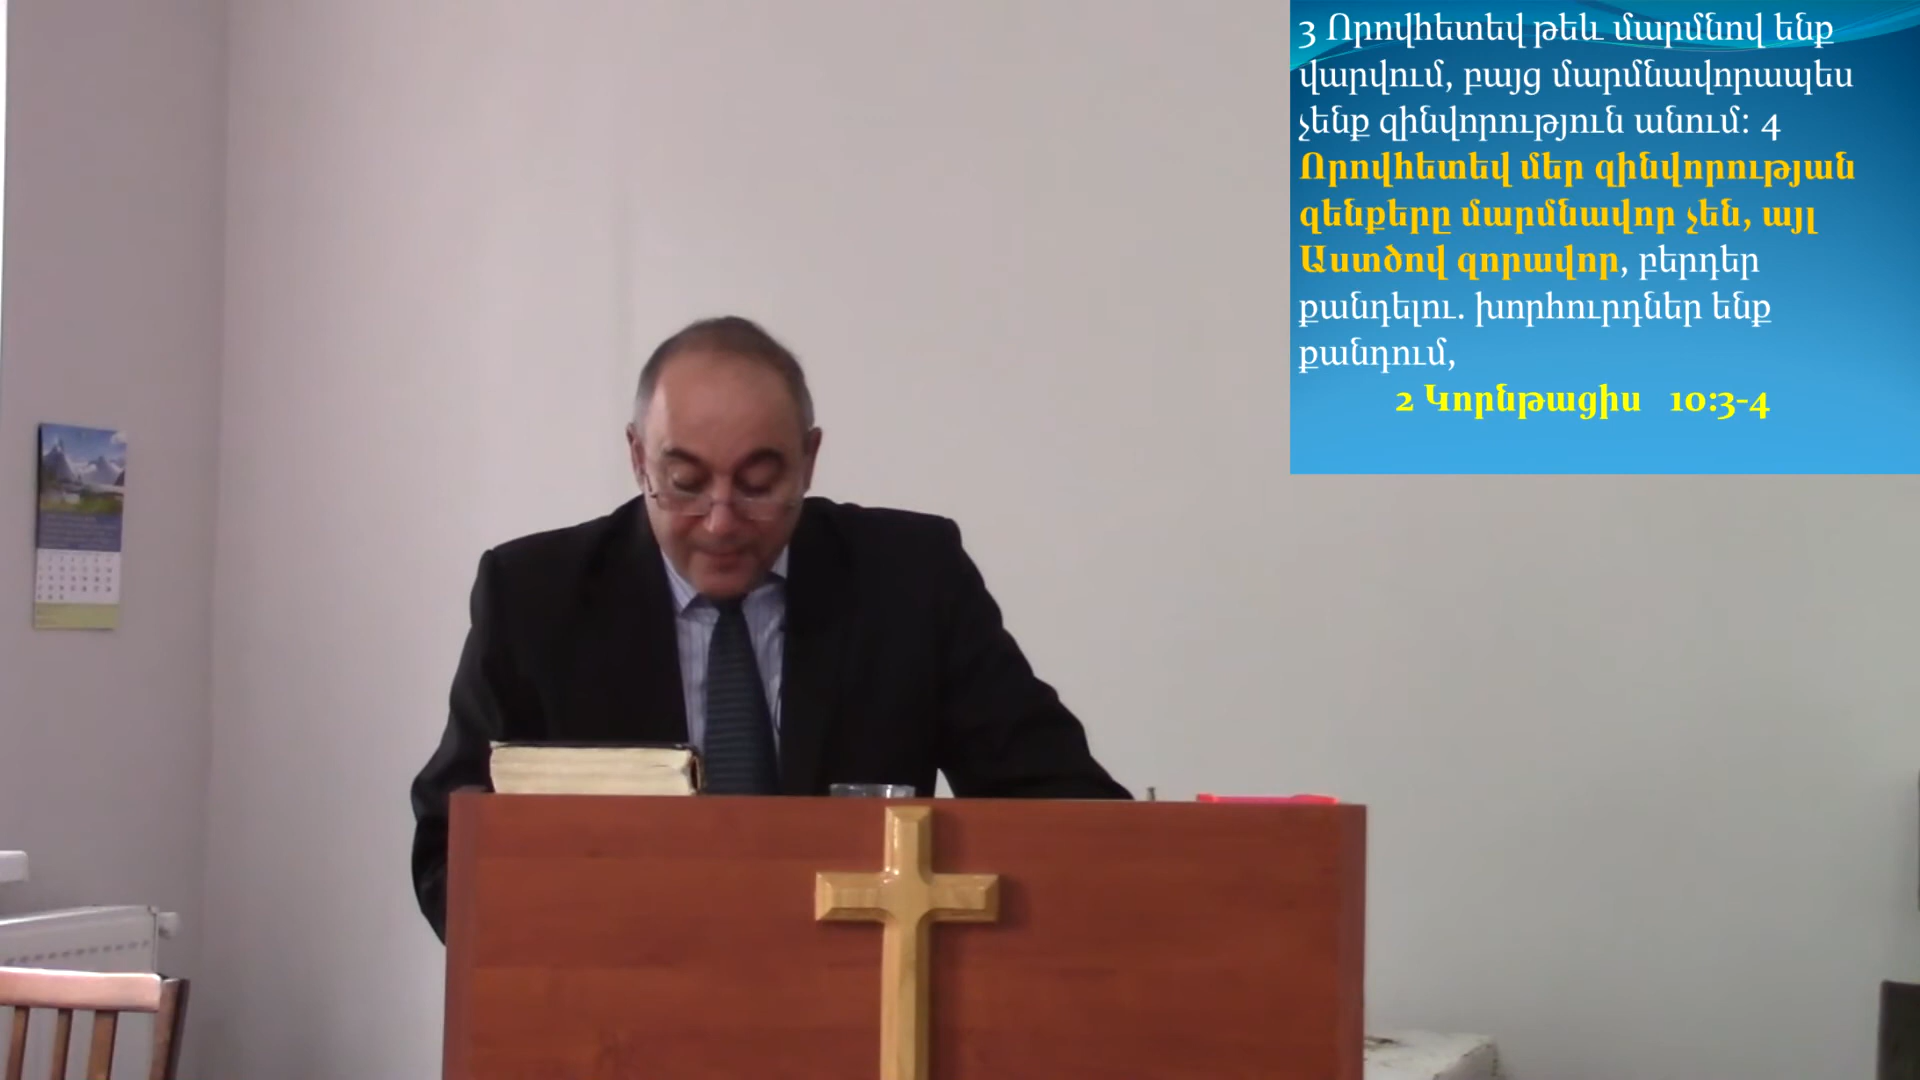 3 Որովհետեվ թեև մարմնով ենք
վարվում, բայց մարմնավորապես
չենք զինվորություն անում: 4
Որովհետեվ մեր զինվորության
զենքերը մարմնավոր չեն, այլ
Աստծով զորավոր, բերդեր
քանդելու. խորհուրդներ ենք
քանդում,
2 Կորնթացիս 10:3-4